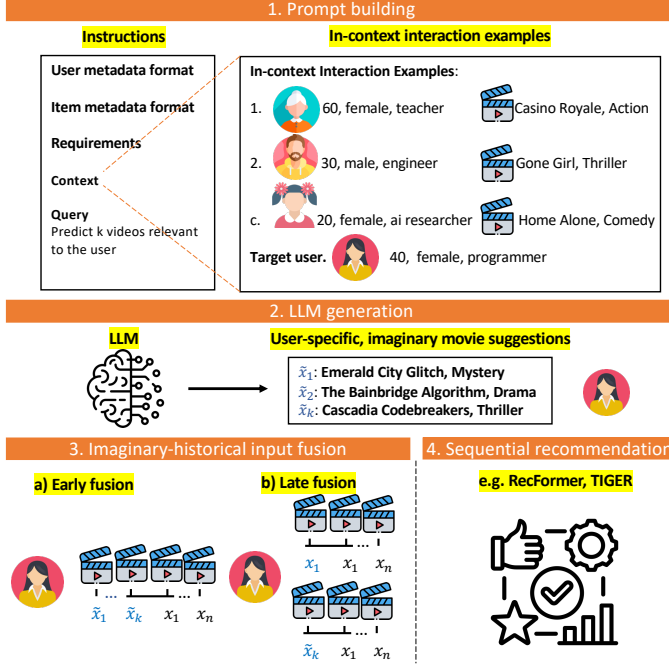 1. Prompt building
Instructions
In-context interaction examples
User metadata format
Item metadata format
Requirements
Context
Query
Predict k videos relevant
to the user
In-context Interaction Examples:
1. 60, female, teacher Casino Royale, Action
2. 30, male, engineer Gone Girl, Thriller
c. 20, female, ai researcher Home Alone, Comedy
Target user. 40, female, programmer
2. LLM generation
LLM
User-specific, imaginary movie suggestions
x̃₁: Emerald City Glitch, Mystery
x̃₂: The Bainbridge Algorithm, Drama
x̃ₖ: Cascadia Codebreakers, Thriller
3. Imaginary-historical input fusion
a) Early fusion
... ...
x̃₁ x̃ₖ x₁ xₙ
b) Late fusion
...
x₁ x₁ xₙ
...
x̃ₖ x₁ xₙ
4. Sequential recommendation
e.g. RecFormer, TIGER